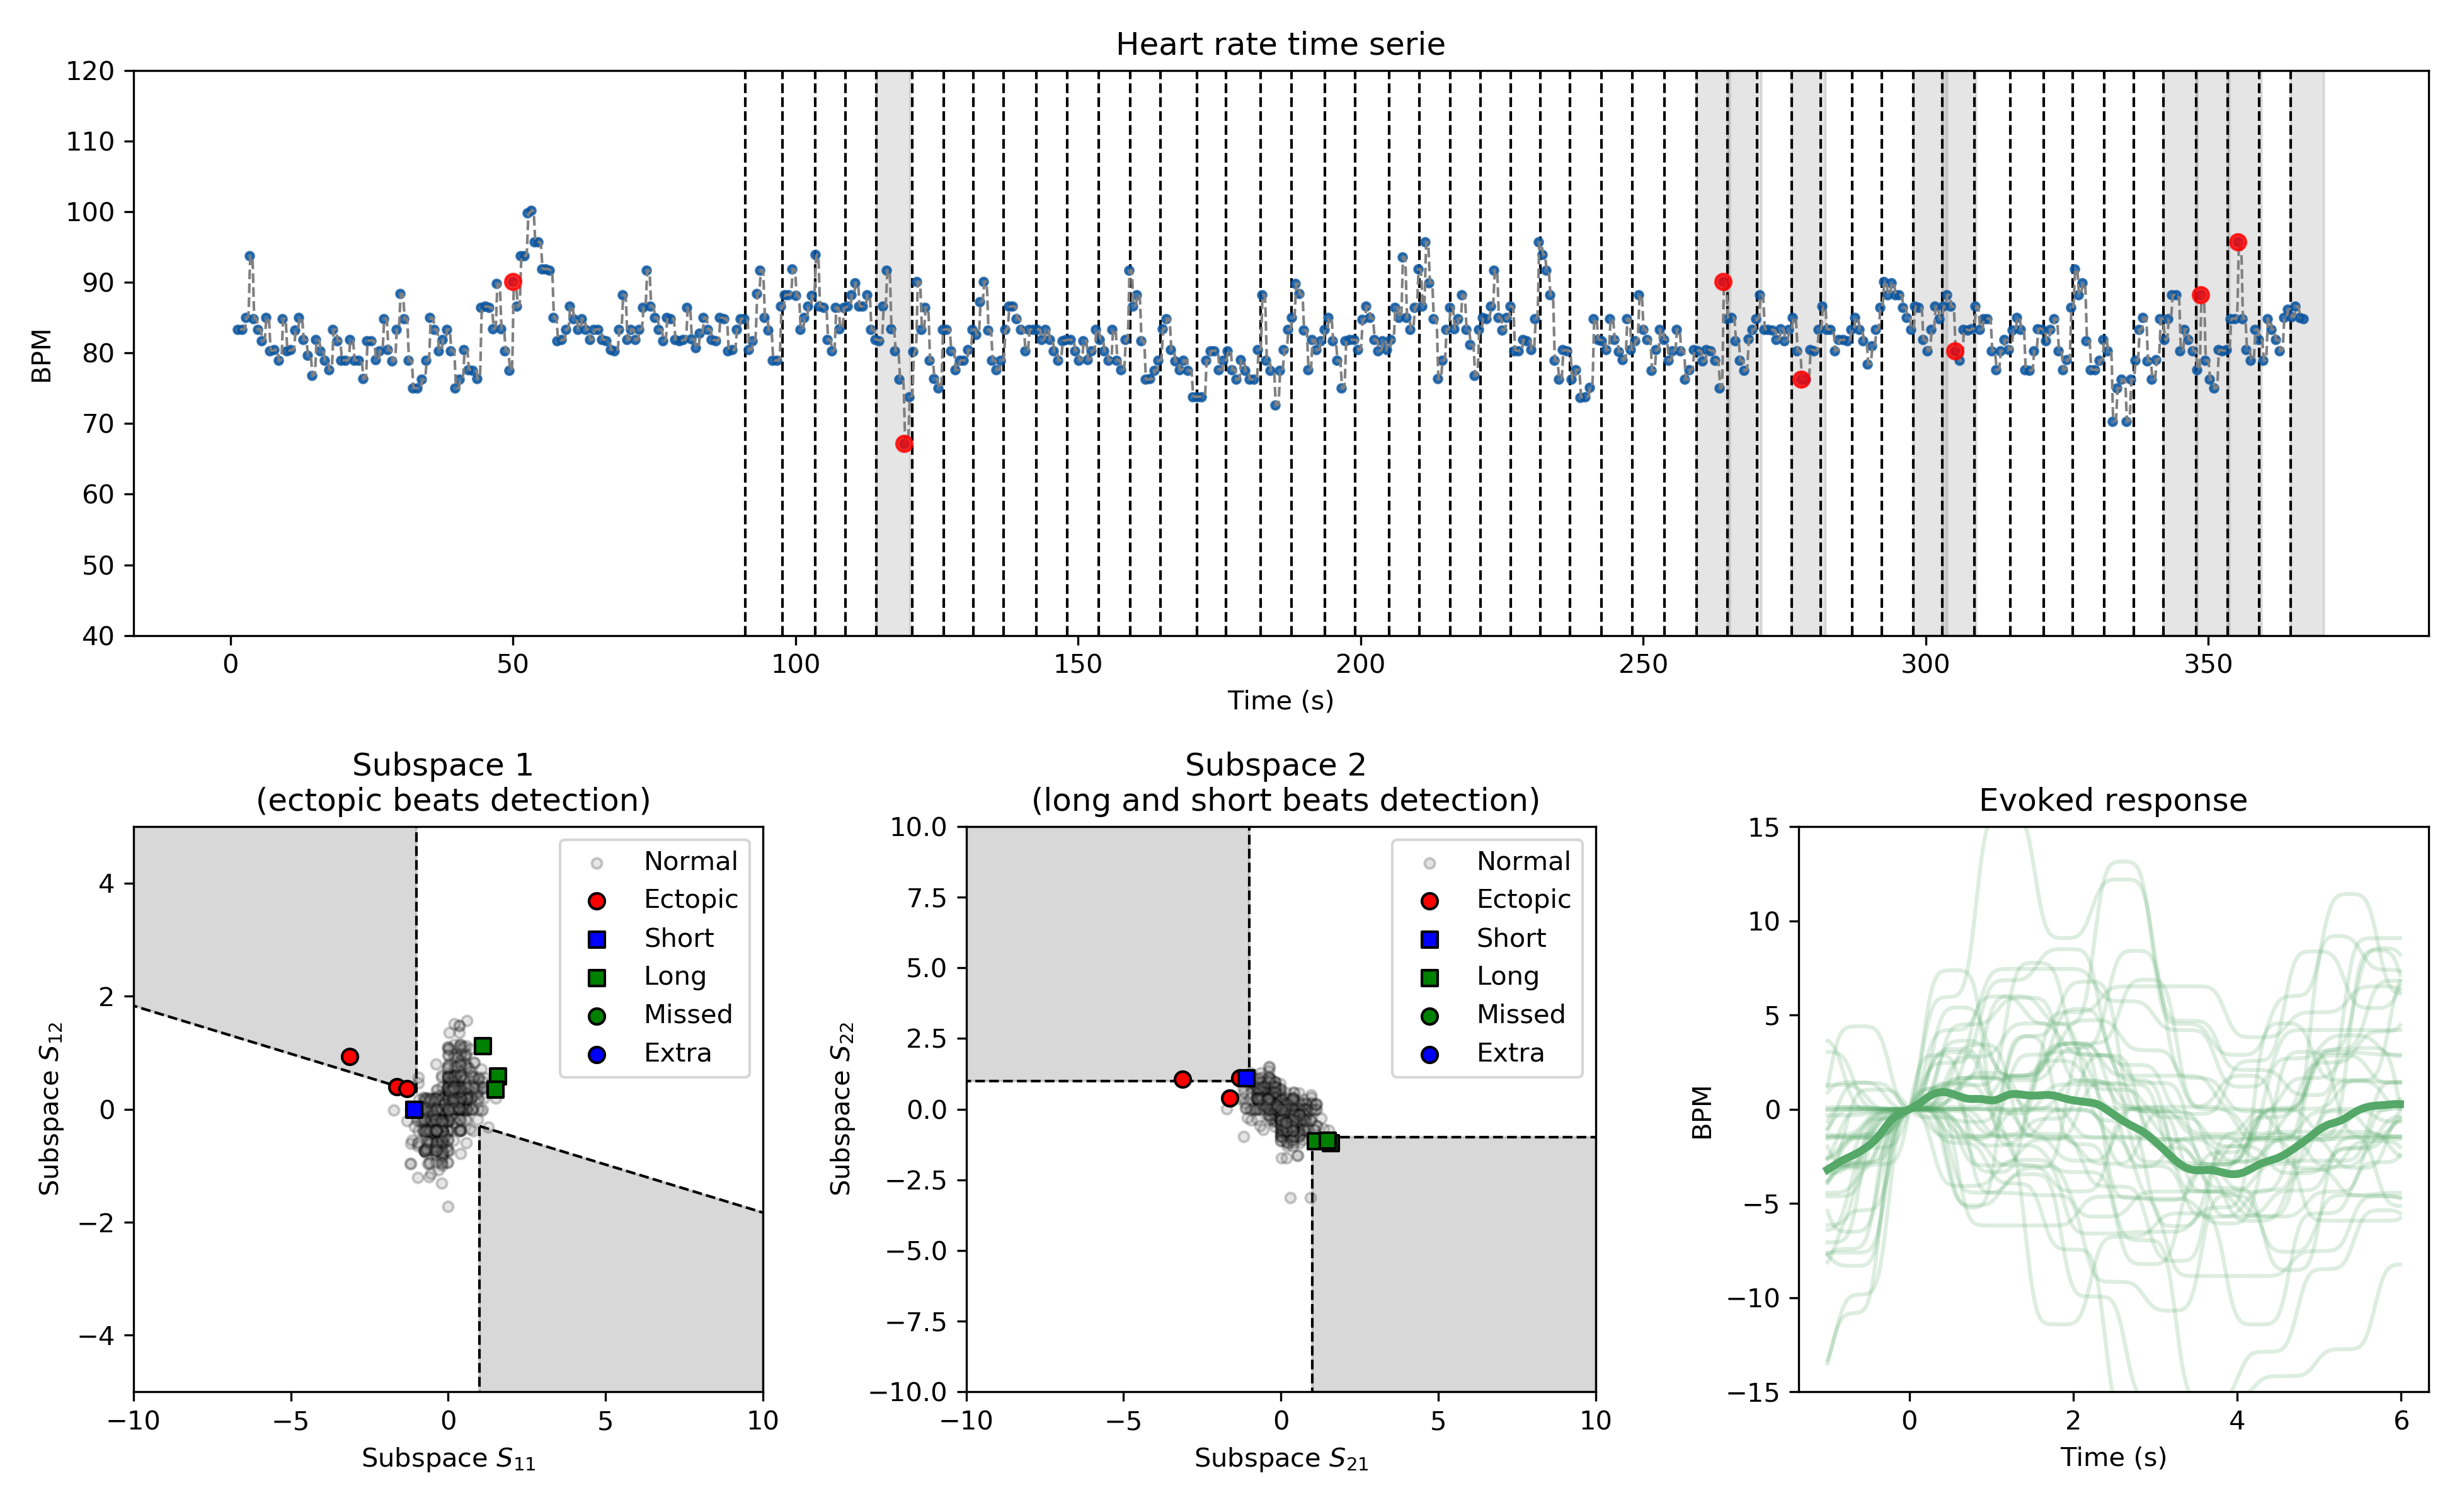 Heart rate time serie
120
110
100
90
80
70
60
50
40
BPM
0 50 100 150 200 250 300 350
Time (s)
Subspace 1
(ectopic beats detection)
4
2
0
−2
−4
Subspace S12
Normal
Ectopic
Short
Long
Missed
Extra
−10 −5 0 5 10
Subspace S11
Subspace 2
(long and short beats detection)
10.0
7.5
5.0
2.5
0.0
−2.5
−5.0
−7.5
−10.0
Subspace S22
Normal
Ectopic
Short
Long
Missed
Extra
−10 −5 0 5 10
Subspace S21
Evoked response
15
10
5
0
−5
−10
−15
BPM
0 2 4 6
Time (s)